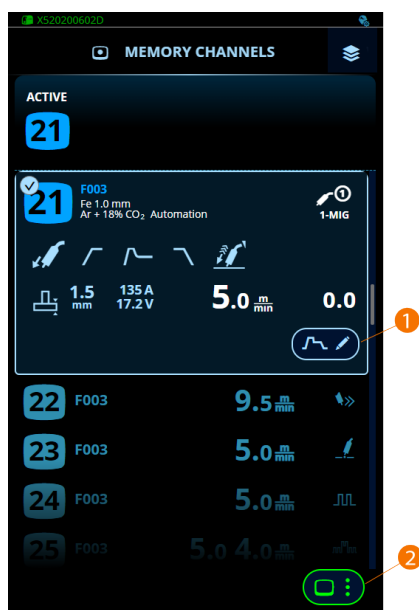 X520200602D
MEMORY CHANNELS
ACTIVE
21
21 F003
Fe 1.0 mm
Ar + 18% CO₂ Automation
1
1-MIG
1.5 mm 135 A 17.2 V 5.0 m/min 0.0
1
22 F003 9.5 m/min
23 F003 5.0 m/min
24 F003 5.0 m/min
25 F003 5.0 4.0 m/min
2